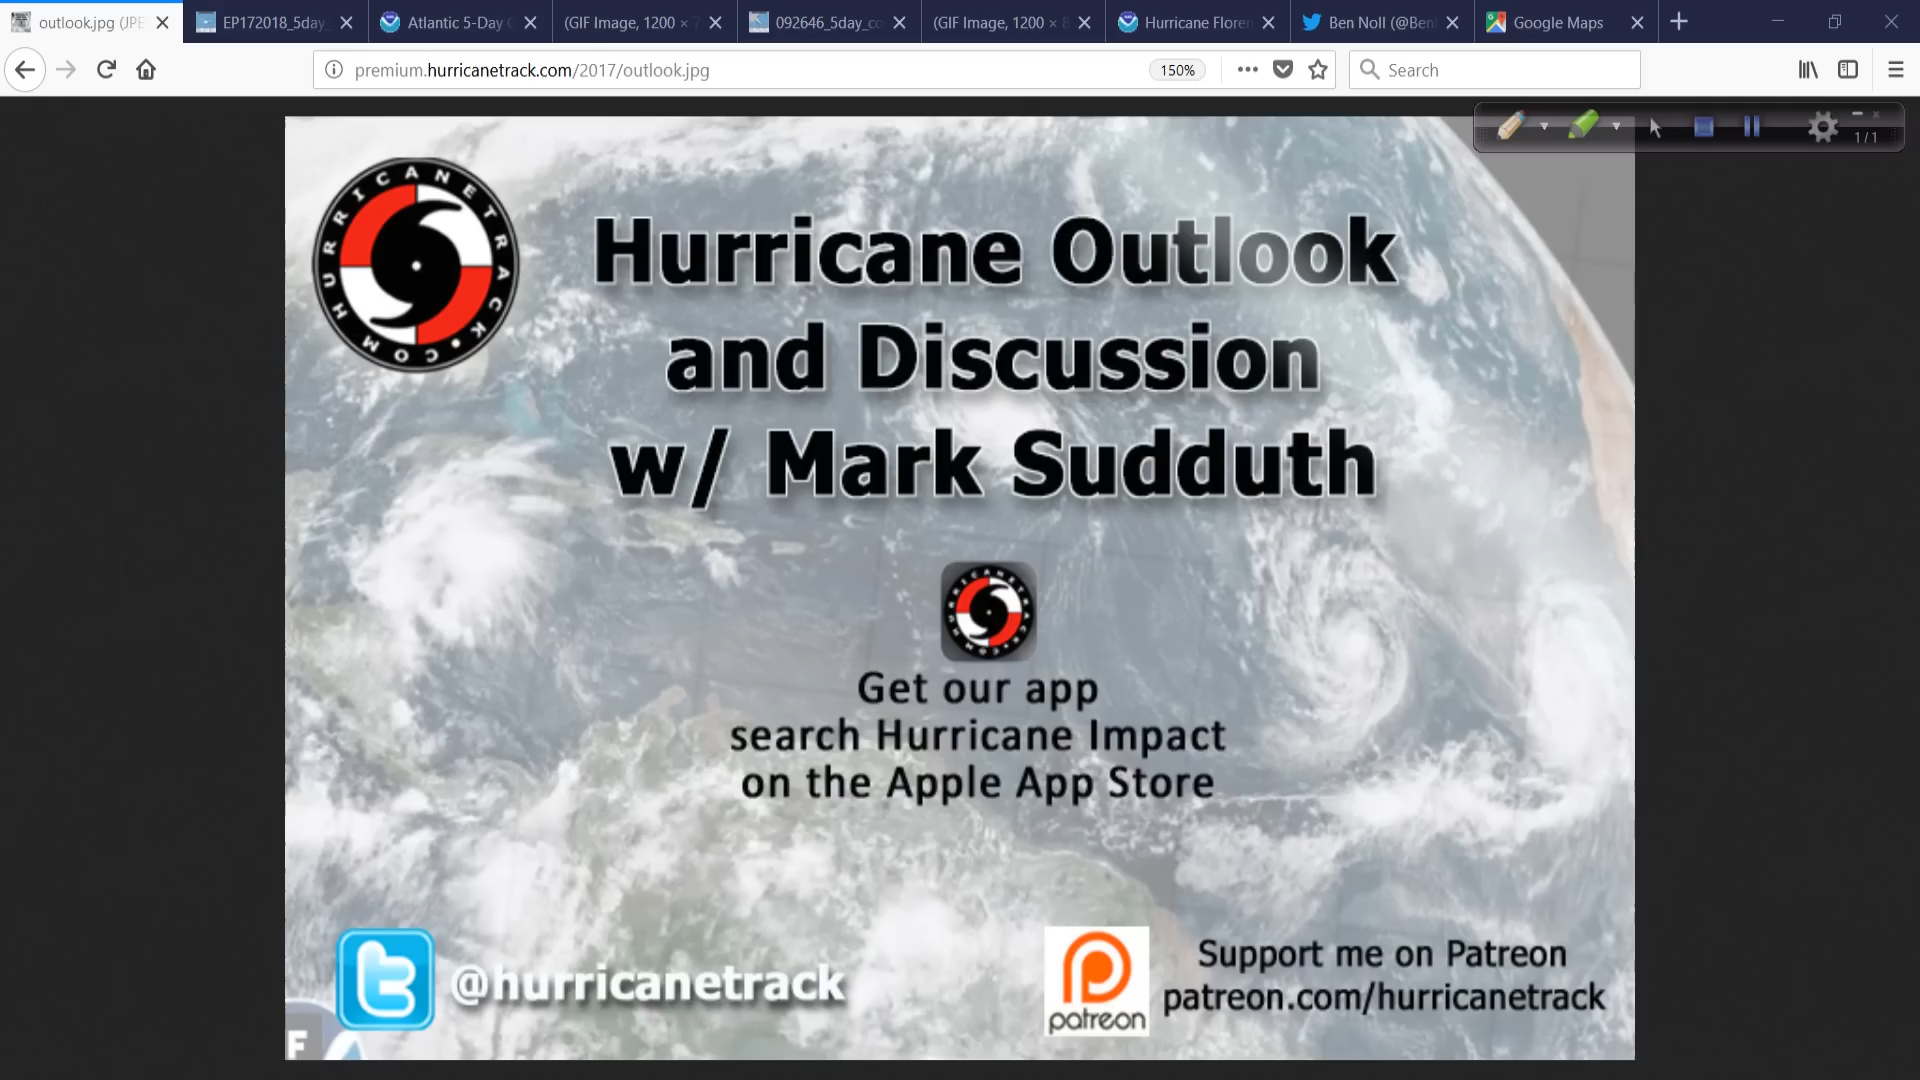 outlook.jpg (JPE
EP172018_5day_
Atlantic 5-Day
(GIF Image, 1200 ×
092646_5day_c
(GIF Image, 1200 ×
Hurricane Floren
Ben Noll (@Ben
Google Maps
premium.hurricanetrack.com/2017/outlook.jpg
150%
Search
1/1
HURRICANETRACK.COM
Hurricane Outlook
and Discussion
w/ Mark Sudduth
Get our app
search Hurricane Impact
on the Apple App Store
@hurricanetrack
patreon
Support me on Patreon
patreon.com/hurricanetrack
F